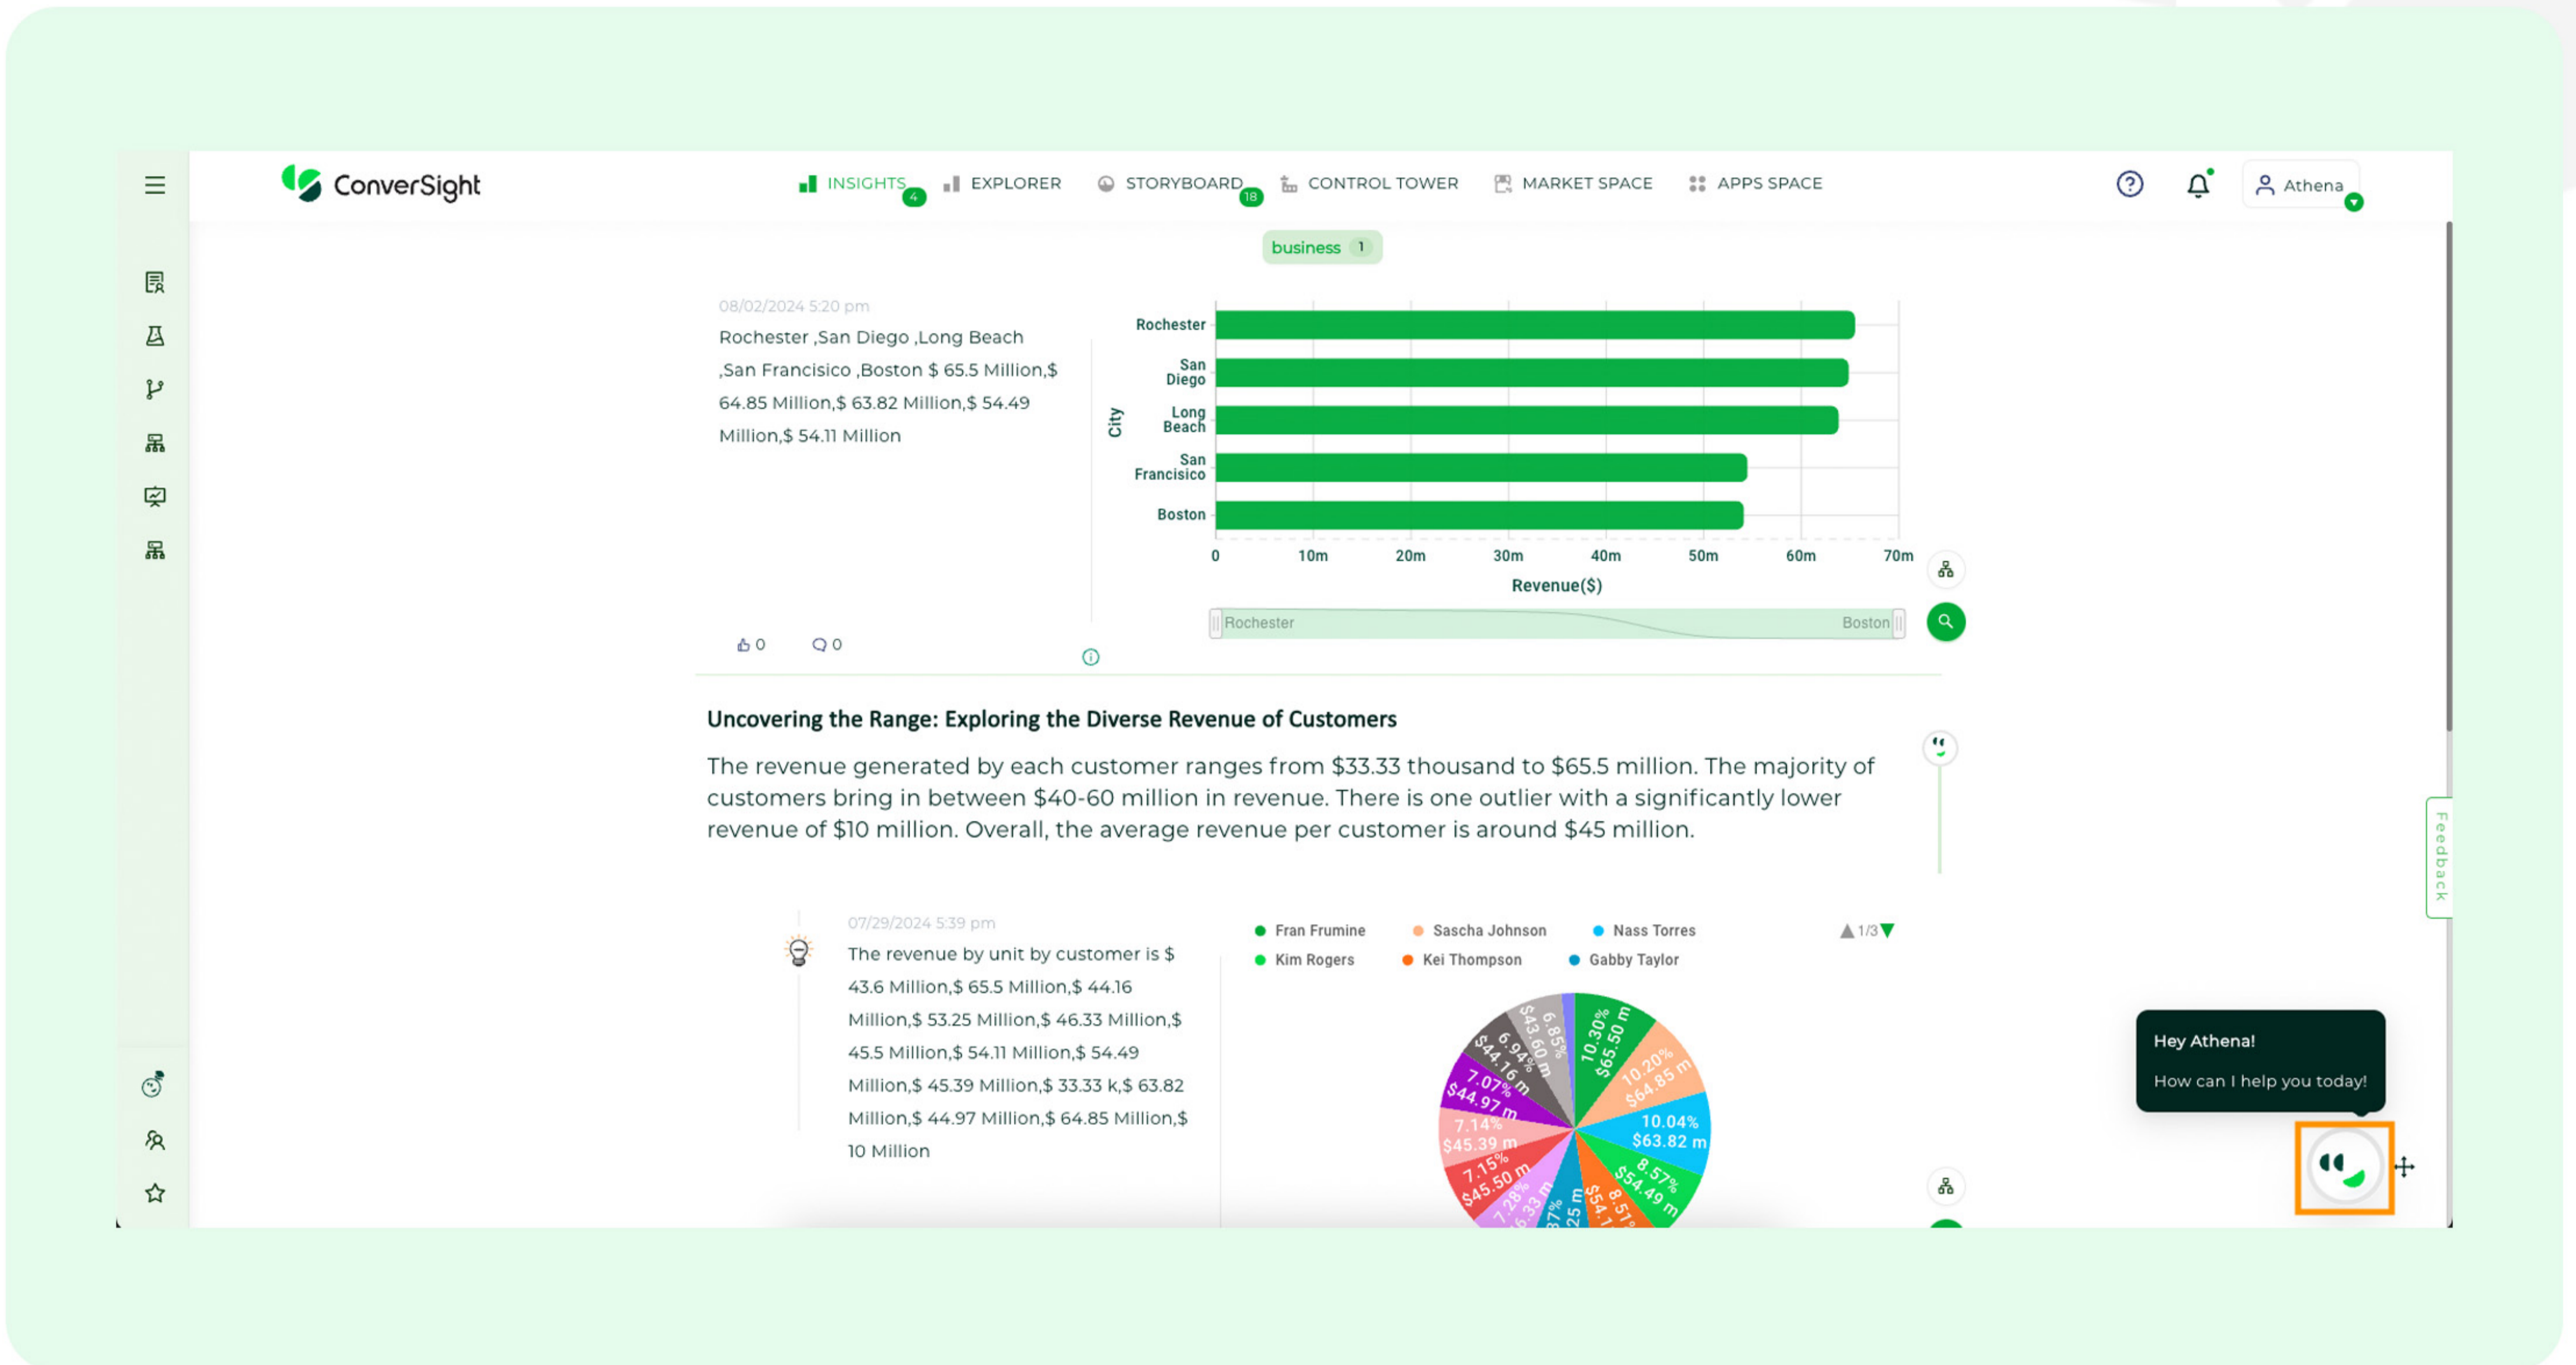 ConverSight
INSIGHTS 4
EXPLORER
STORYBOARD 18
CONTROL TOWER
MARKET SPACE
APPS SPACE
Athena
business 1
08/02/2024 5:20 pm
Rochester ,San Diego ,Long Beach
,San Francisico ,Boston $ 65.5 Million,$
64.85 Million,$ 63.82 Million,$ 54.49
Million,$ 54.11 Million
0
0
City
Rochester
San
Diego
Long
Beach
San
Francisico
Boston
0 10m 20m 30m 40m 50m 60m 70m
Revenue($)
Rochester
Boston
Uncovering the Range: Exploring the Diverse Revenue of Customers
The revenue generated by each customer ranges from $33.33 thousand to $65.5 million. The majority of
customers bring in between $40-60 million in revenue. There is one outlier with a significantly lower
revenue of $10 million. Overall, the average revenue per customer is around $45 million.
Feedback
07/29/2024 5:39 pm
The revenue by unit by customer is $
43.6 Million,$ 65.5 Million,$ 44.16
Million,$ 53.25 Million,$ 46.33 Million,$
45.5 Million,$ 54.11 Million,$ 54.49
Million,$ 45.39 Million,$ 33.33 k,$ 63.82
Million,$ 44.97 Million,$ 64.85 Million,$
10 Million
Fran Frumine
Sascha Johnson
Nass Torres
1/3
Kim Rogers
Kei Thompson
Gabby Taylor
10.30%
$65.50 m
10.20%
$64.85 m
10.04%
$63.82 m
8.57%
$54.49 m
7.15%
$45.50 m
7.14%
$45.39 m
7.07%
$44.97 m
6.94%
$44.16 m
6.85%
$43.60 m
Hey Athena!
How can I help you today!